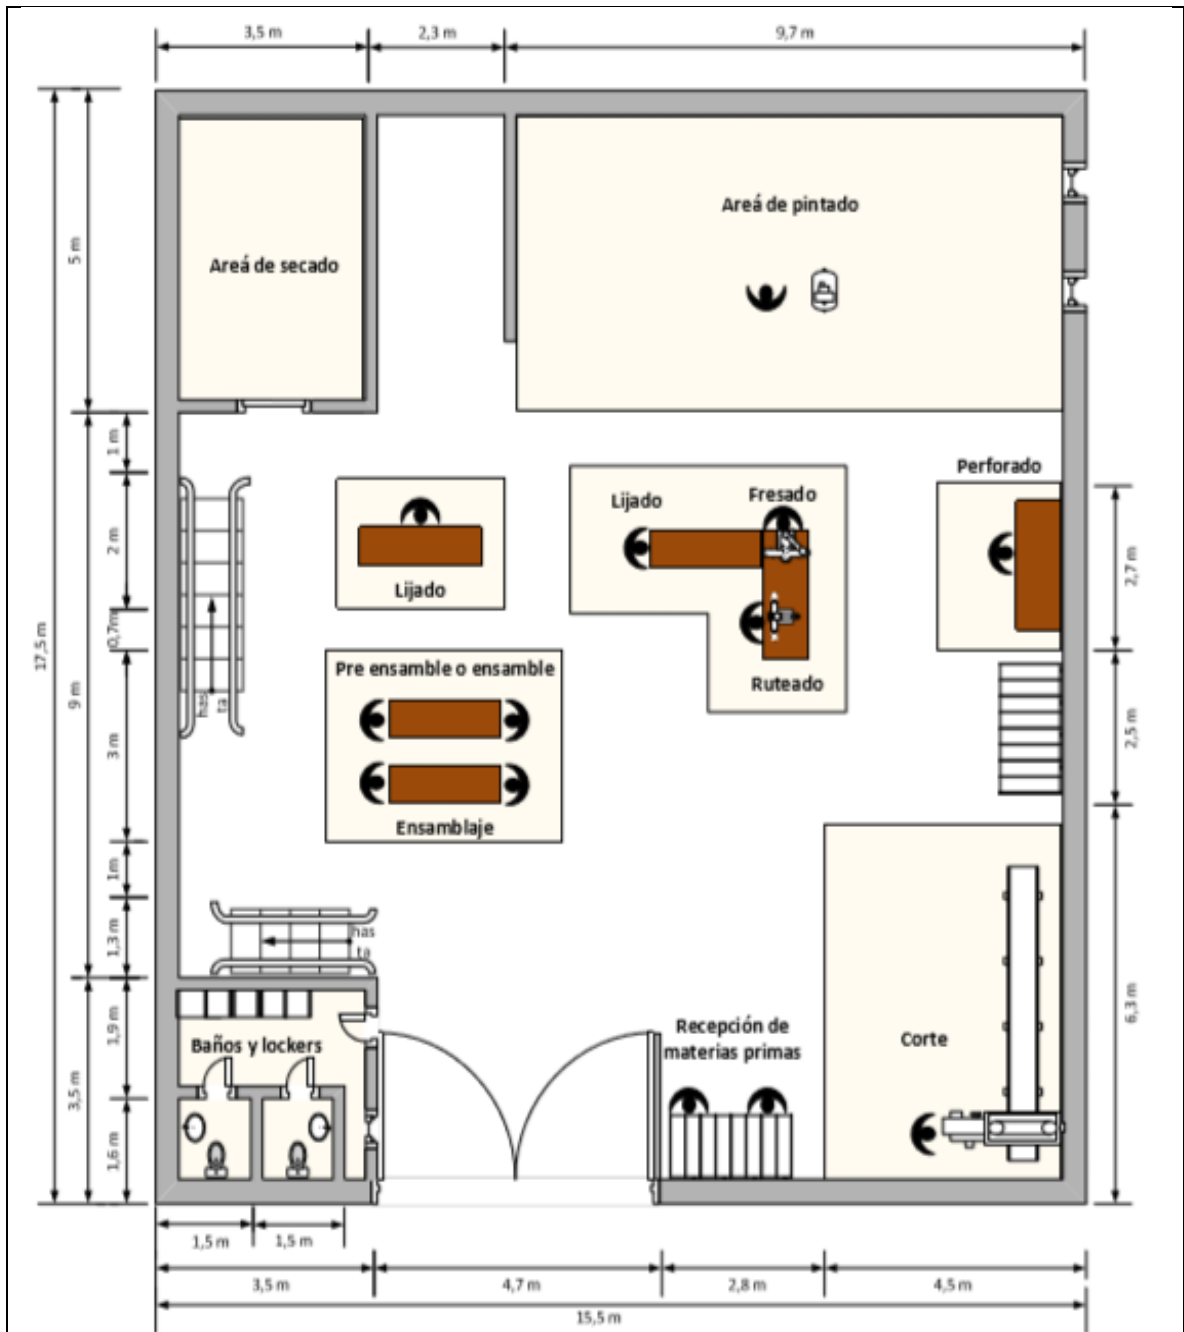 3,5 m
2,3 m
9,7 m
Areá de pintado
5 m
Areá de secado
1 m
Perforado
Lijado
Fresado
2 m
2,7 m
Lijado
0,7m
17,5 m
9 m
Pre ensamble o ensamble
Ruteado
has
ta
2,5 m
3 m
Ensamblaje
1m
1,3 m
has
ta
6,3 m
1,9 m
Baños y lockers
Recepción de
materias primas
Corte
3,5 m
1,6 m
1,5 m
1,5 m
3,5 m
4,7 m
2,8 m
4,5 m
15,5 m